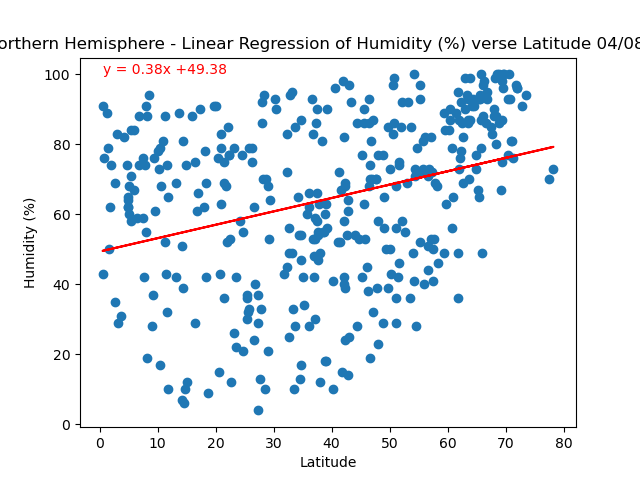 orthern Hemisphere - Linear Regression of Humidity (%) verse Latitude 04/08
y = 0.38x +49.38
100
80
60
40
20
0
Humidity (%)
0 10 20 30 40 50 60 70 80
Latitude